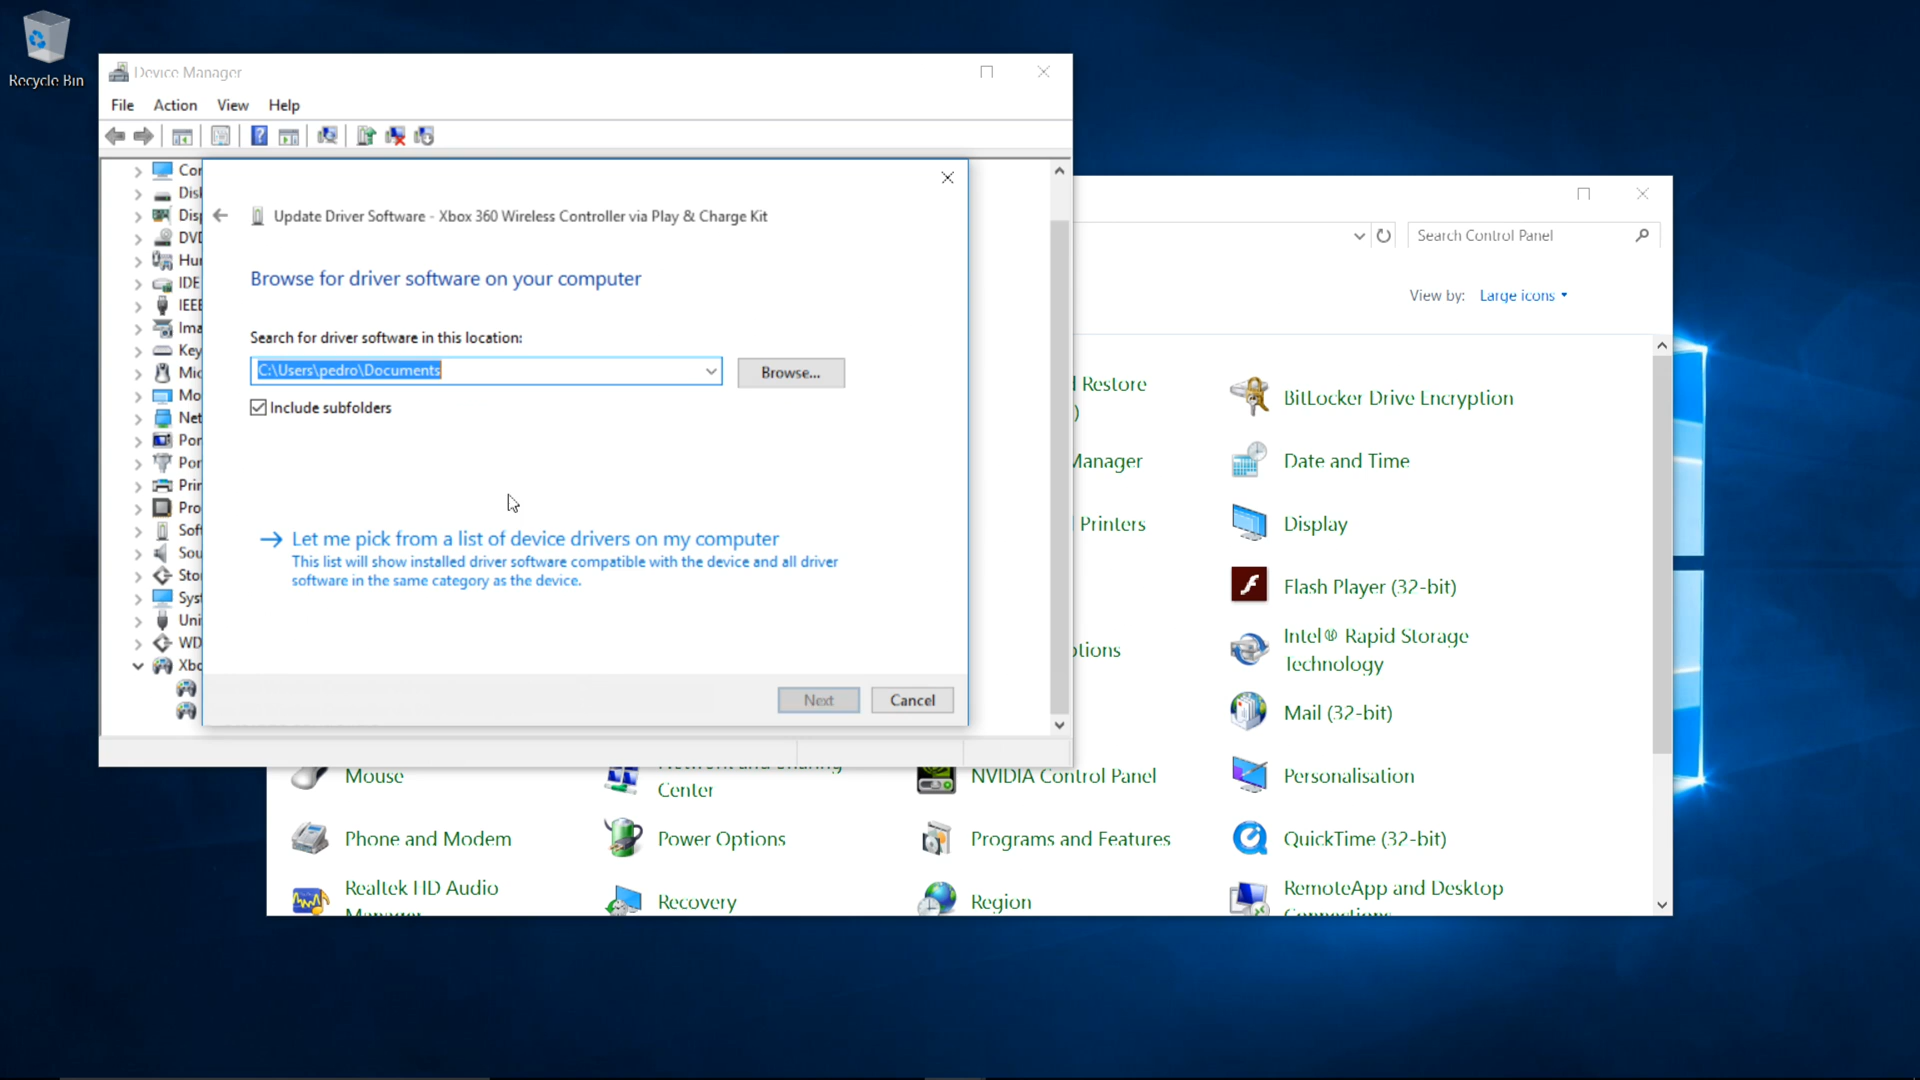 Recycle Bin
Device Manager
File Action View Help
Update Driver Software - Xbox 360 Wireless Controller via Play & Charge Kit
Browse for driver software on your computer
Search for driver software in this location:
C:\Users\pedro\Documents
Browse...
Include subfolders
Let me pick from a list of device drivers on my computer
This list will show installed driver software compatible with the device and all driver
software in the same category as the device.
Next Cancel
Search Control Panel
View by: Large icons
Restore
)
BitLocker Drive Encryption
Manager
Date and Time
Printers
Display
Flash Player (32-bit)
Intel® Rapid Storage
Technology
Mail (32-bit)
Mouse
Center
NVIDIA Control Panel
Personalisation
Phone and Modem
Power Options
Programs and Features
QuickTime (32-bit)
Realtek HD Audio
Recovery
Region
RemoteApp and Desktop